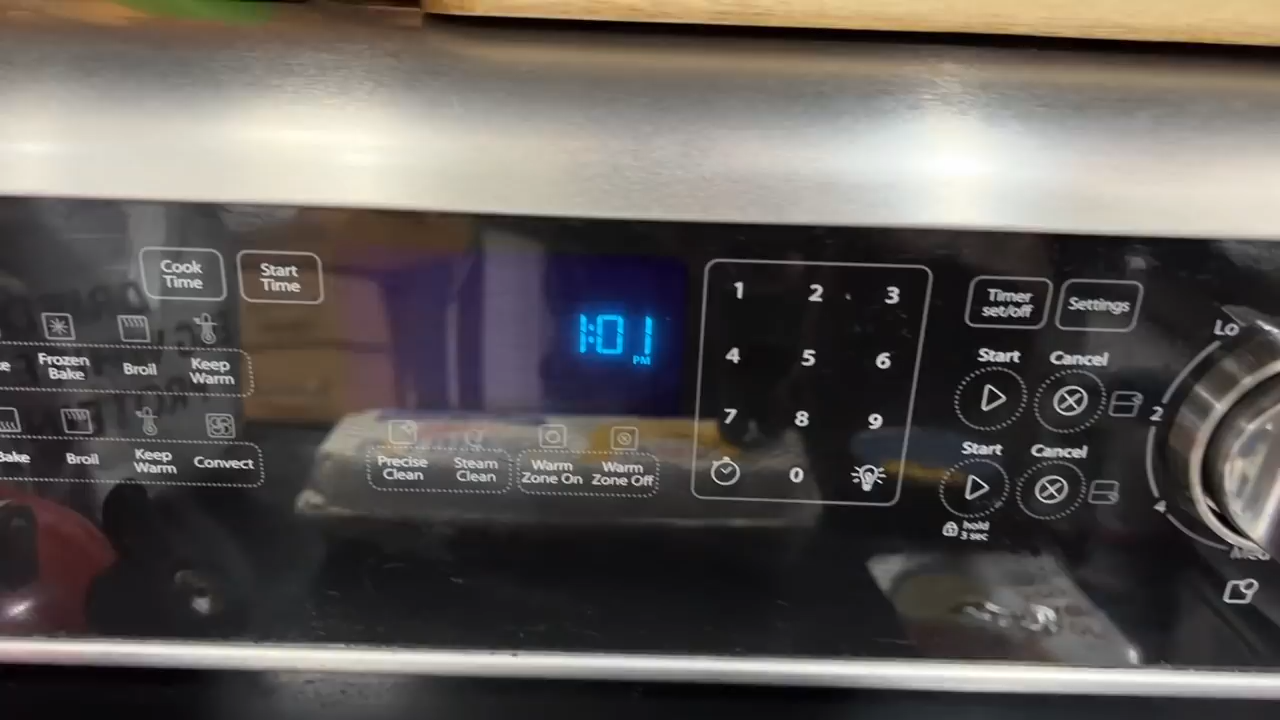 Cook
Time
Start
Time
Frozen
Bake
Broil
Keep
Warm
Bake
Broil
Keep
Warm
Convect
Precise
Clean
Steam
Clean
Warm
Zone On
Warm
Zone Off
1:01
PM
1 2 3
4 5 6
7 8 9
0
Timer
set/off
Settings
Start
Cancel
Start
Cancel
hold
3 sec
Lo
2
4
Med